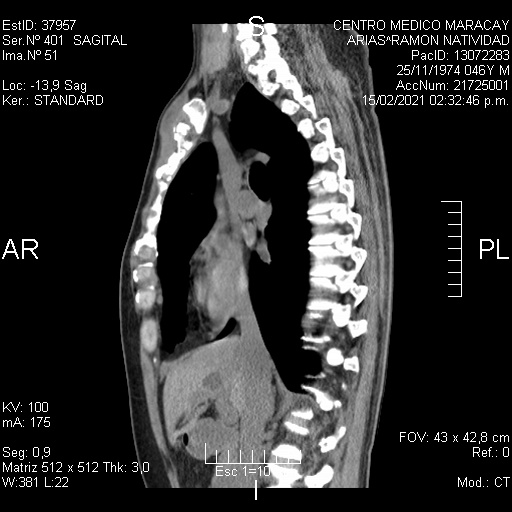 EstID: 37957
Ser.Nº 401 SAGITAL
Ima.Nº 51
Loc: -13,9 Sag
Ker.: STANDARD
S
CENTRO MEDICO MARACAY
ARIAS^RAMON NATIVIDAD
PacID: 13072283
25/11/1974 046Y M
AccNum: 21725001
15/02/2021 02:32:46 p.m.
AR
PL
KV: 100
mA: 175
Seg: 0,9
Matriz 512 x 512 Thk: 3,0
W:381 L:22
Esc 1=10
I
FOV: 43 x 42,8 cm
Ref.: 0
Mod.: CT